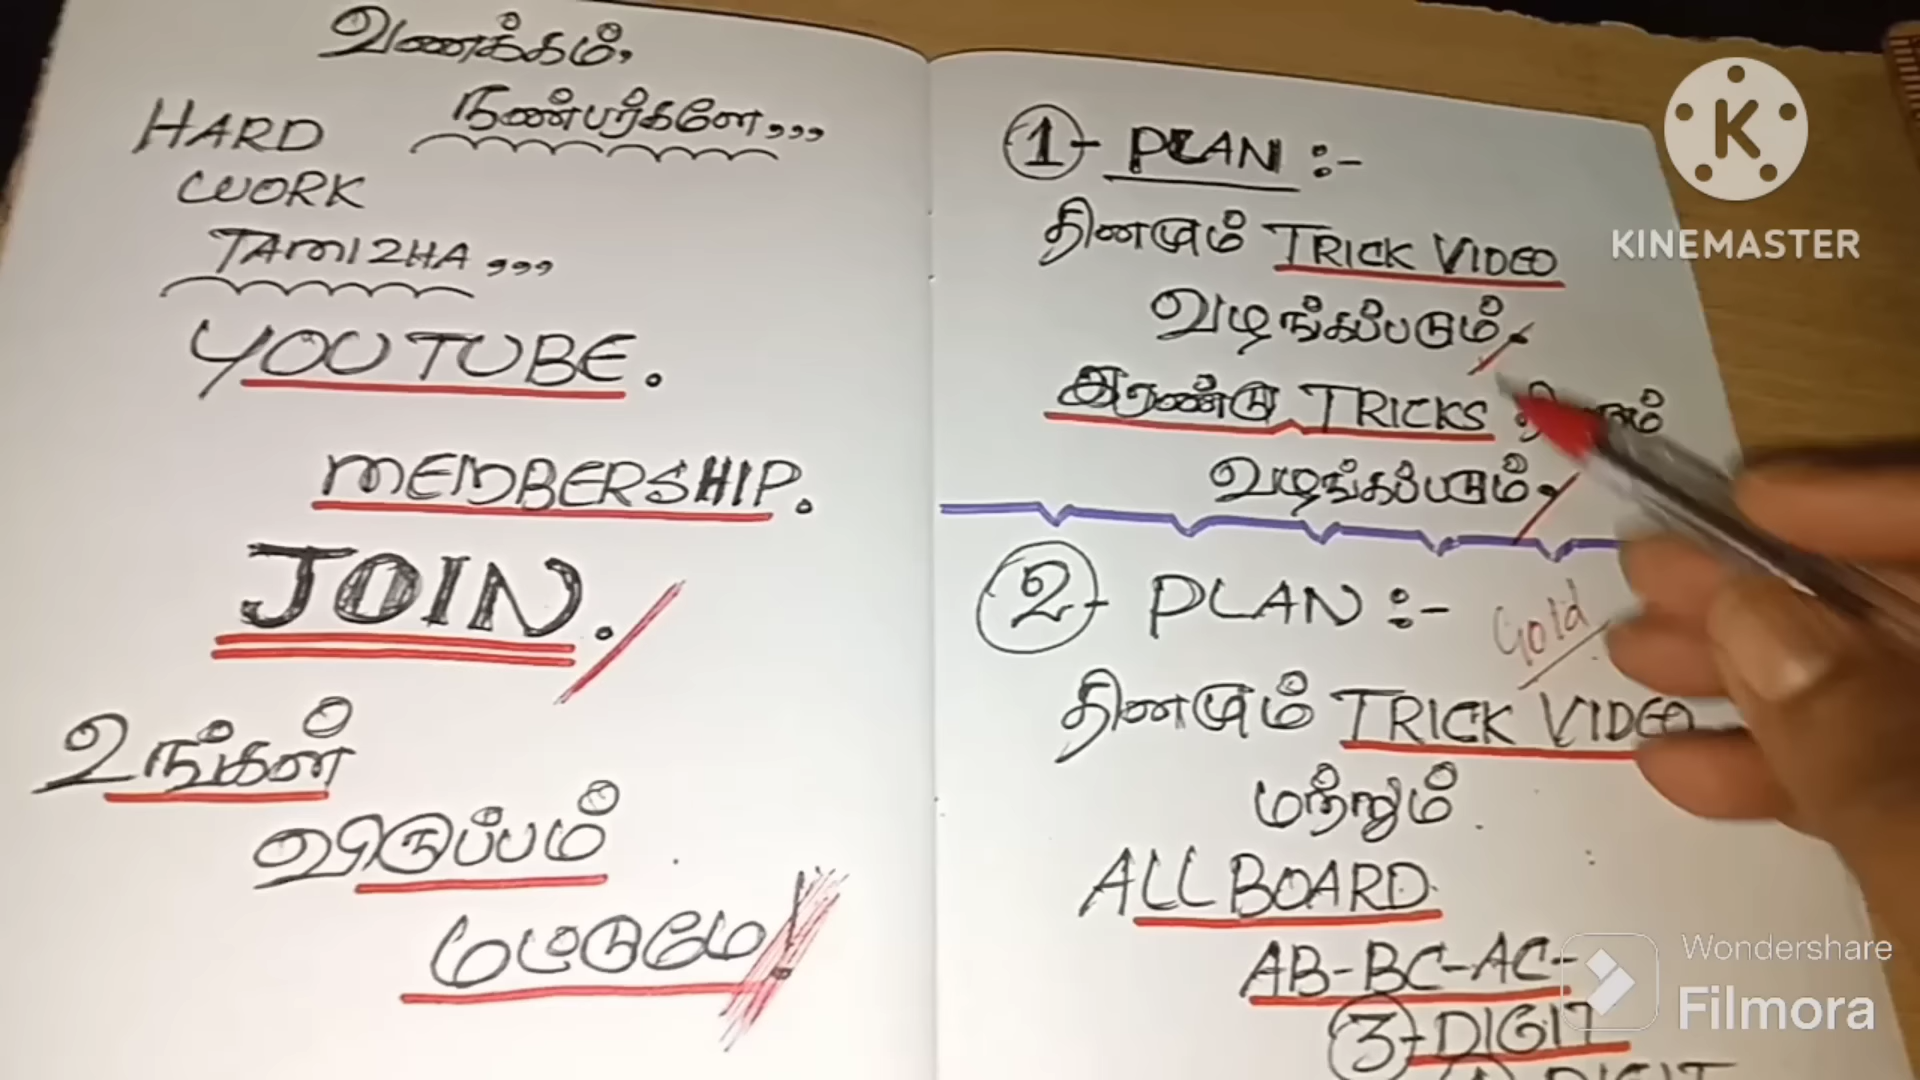 வணக்கம்,
நண்பர்களே,,,
HARD
WORK
TAMIZHA,,,
YOUTUBE.
MEMBERSHIP.
JOIN.
உங்கள்
விருப்பம்
மட்டுமே!
①- PLAN :-
தினமும் TRICK VIDEO
வழங்கப்படும்.
இரண்டு TRICKS
வழங்கப்படும்.
②- PLAN :- Gold
தினமும் TRICK VIDEO
மற்றும்
ALL BOARD
AB-BC-AC-
③-DIGIT
DIGIT
KINEMASTER
Wondershare
Filmora